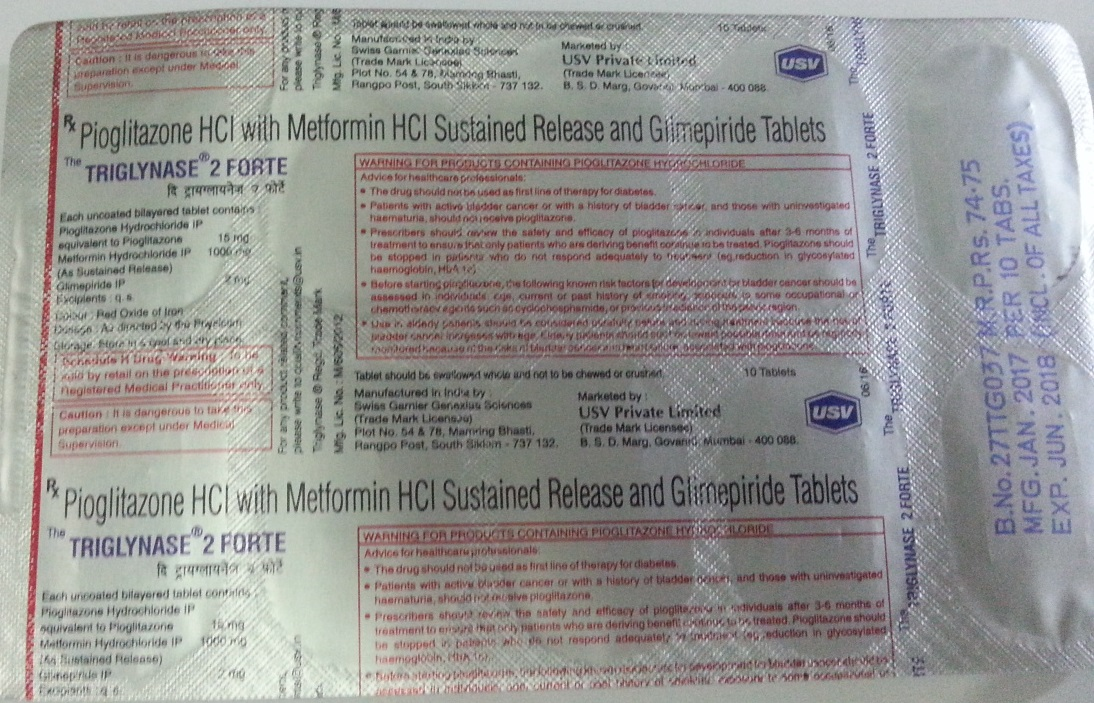 sold by retail on the prescription of a
Registered Medical Practitioner only.
Caution : It is dangerous to take this
preparation except under Medical
Supervision.
For any product
please write to
Triglynase® Reg
Mfg. Lic. No. : M/
Tablet should be swallowed whole and not to be chewed or crushed.
10 Tablets
Manufactured in India by :
Swiss Garnier Genexiaa Sciences
(Trade Mark Licensee)
Plot No. 54 & 78, Mamring Bhasti,
Rangpo Post, South Sikkim - 737 132.
Marketed by :
USV Private Limited
(Trade Mark Licensee)
B. S. D. Marg, Govandi, Mumbai - 400 088.
USV
06/16
The TRIGLYN
Rx Pioglitazone HCl with Metformin HCl Sustained Release and Glimepiride Tablets
The
TRIGLYNASE® 2 FORTE
दि ट्रायग्लायनेज २ फोर्टे
Each uncoated bilayered tablet contains :
Pioglitazone Hydrochloride IP
equivalent to Pioglitazone 15 mg
Metformin Hydrochloride IP 1000 mg
(As Sustained Release)
Glimepiride IP 2 mg
Excipients : q. s.
Colour : Red Oxide of Iron
Dosage : As directed by the Physician
Storage: Store in a cool and dry place.
Schedule H Drug Warning : To be
sold by retail on the prescription of a
Registered Medical Practitioner only.
Caution : It is dangerous to take this
preparation except under Medical
Supervision.
For any product related comment,
please write to qualitycomments@usv.in
Triglynase ® Regd. Trade Mark
Mfg. Lic. No. : M/
WARNING FOR PRODUCTS CONTAINING PIOGLITAZONE HYDROCHLORIDE
Advice for healthcare professionals:
• The drug should not be used as first line of therapy for diabetes.
• Patients with active bladder cancer or with a history of bladder cancer, and those with uninvestigated
haematuria, should not receive pioglitazone.
• Prescribers should review the safety and efficacy of pioglitazone in individuals after 3-6 months of
treatment to ensure that only patients who are deriving benefit continue to be treated. Pioglitazone should
be stopped in patients who do not respond adequately to treatment (eg.reduction in glycosylated
haemoglobin, HbA 1c).
• Before starting pioglitazone, the following known risk factors for development for bladder cancer should be
assessed in individuals: age, current or past history of smoking, exposure to some occupational or
chemotherapy agents such as cyclophosphamide, or previous irradiation of the pelvic region.
• Use in elderly patients should be considered carefully before and during treatment because the risk of
bladder cancer increases with age. Elderly patients should start on lowest possible dose and be regularly
monitored because of the risks of bladder cancer and heart failure associated with pioglitazone.
Tablet should be swallowed whole and not to be chewed or crushed.
10 Tablets
Manufactured in India by :
Swiss Garnier Genexiaa Sciences
(Trade Mark Licensee)
Plot No. 54 & 78, Mamring Bhasti,
Rangpo Post, South Sikkim - 737 132.
Marketed by :
USV Private Limited
(Trade Mark Licensee)
B. S. D. Marg, Govandi, Mumbai - 400 088.
USV
06/16
The TRIGLYNASE 2 FORTE
The TRIGLYNASE 2 FORTE
B.No.27TTG037 M.R.P.RS. 74-75
MFG.JAN. 2017 PER 10 TABS.
EXP. JUN. 2018 (INCL. OF ALL TAXES)
Rx Pioglitazone HCl with Metformin HCl Sustained Release and Glimepiride Tablets
The
TRIGLYNASE® 2 FORTE
दि ट्रायग्लायनेज २ फोर्टे
Each uncoated bilayered tablet contains :
Pioglitazone Hydrochloride IP
equivalent to Pioglitazone 15 mg
Metformin Hydrochloride IP 1000 mg
(As Sustained Release)
Glimepiride IP 2 mg
Excipients : q. s.
WARNING FOR PRODUCTS CONTAINING PIOGLITAZONE HYDROCHLORIDE
Advice for healthcare professionals:
• The drug should not be used as first line of therapy for diabetes.
• Patients with active bladder cancer or with a history of bladder cancer, and those with uninvestigated
haematuria, should not receive pioglitazone.
• Prescribers should review the safety and efficacy of pioglitazone in individuals after 3-6 months of
treatment to ensure that only patients who are deriving benefit continue to be treated. Pioglitazone should
be stopped in patients who do not respond adequately to treatment (eg.reduction in glycosylated
haemoglobin, HbA 1c).
• Before starting pioglitazone, the following known risk factors for development for bladder cancer should be
assessed in individuals: age, current or past history of smoking, exposure to some occupational or
The TRIGLYNASE 2 FORTE